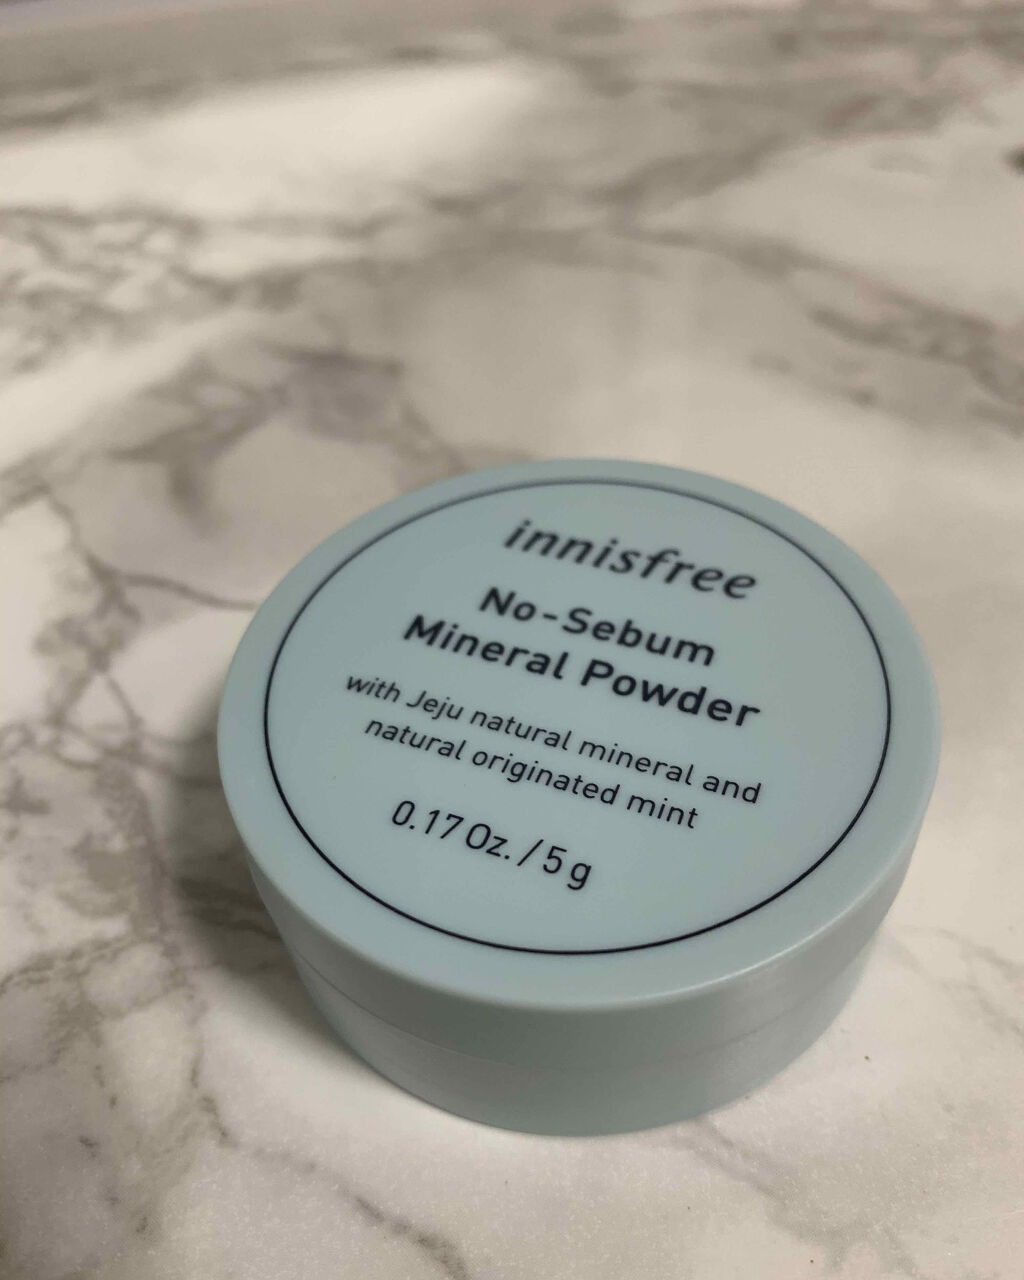 innisfree
No-Sebum
Mineral Powder
with Jeju natural mineral and
natural originated mint
0.17 Oz. / 5 g